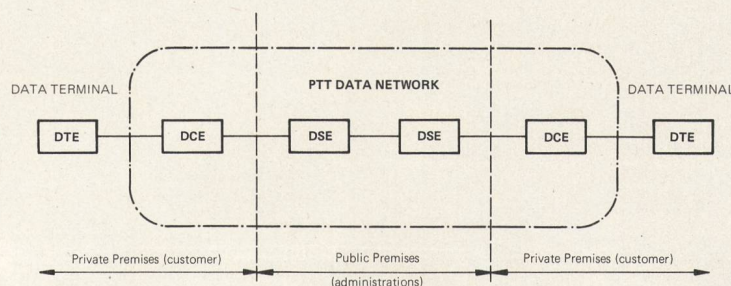 PTT DATA NETWORK
DATA TERMINAL
DATA TERMINAL
DTE
DCE
DSE
DSE
DCE
DTE
Private Premises (customer)
Public Premises
(administrations)
Private Premises (customer)